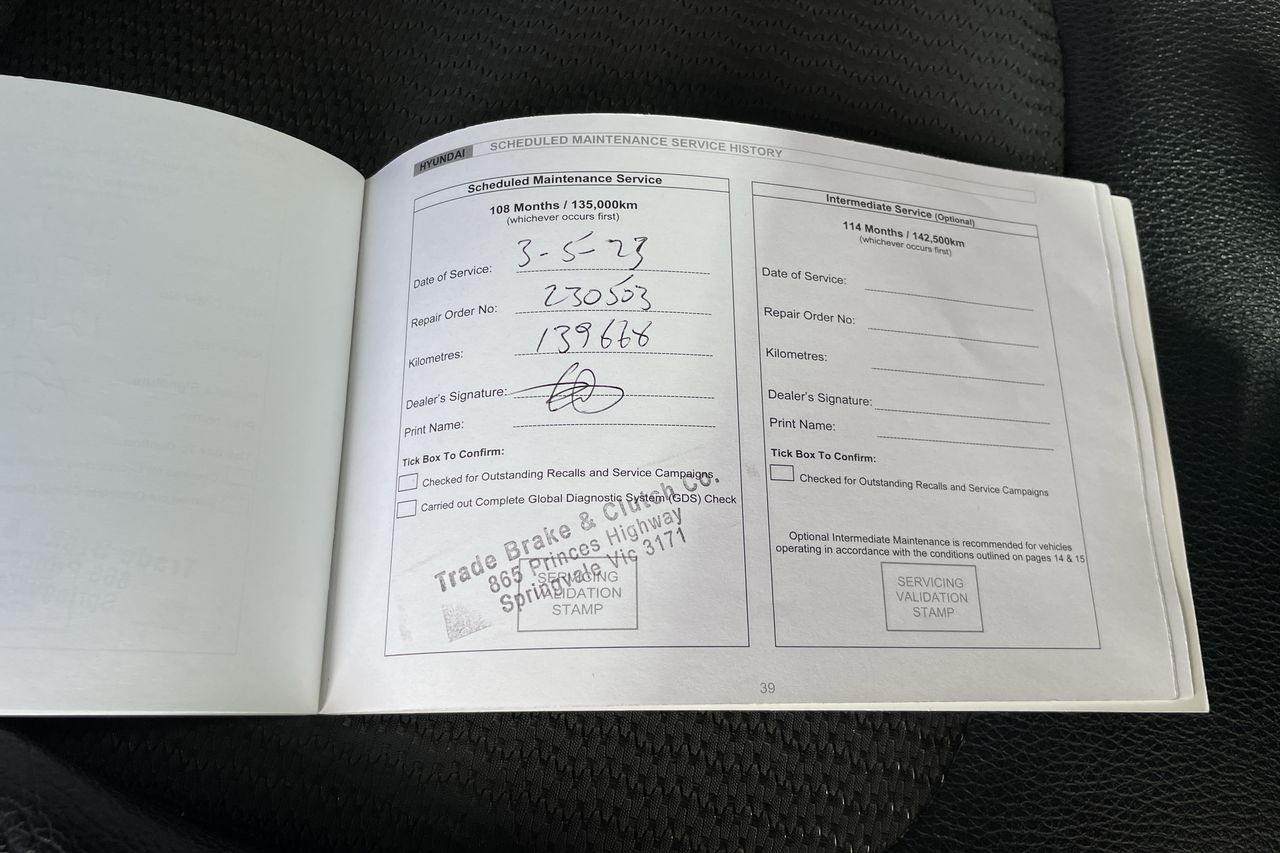 HYUNDAI
SCHEDULED MAINTENANCE SERVICE HISTORY
Scheduled Maintenance Service
108 Months / 135,000km
(whichever occurs first)
Date of Service: 3-5-23
Repair Order No: 230503
Kilometres: 139668
Dealer's Signature:
Print Name:
Tick Box To Confirm:
Checked for Outstanding Recalls and Service Campaigns
Carried out Complete Global Diagnostic System (GDS) Check
Trade Brake & Clutch Co.
865 Princes Highway
Springvale Vic 3171
SERVICING
VALIDATION
STAMP
Intermediate Service (Optional)
114 Months / 142,500km
(whichever occurs first)
Date of Service:
Repair Order No:
Kilometres:
Dealer's Signature:
Print Name:
Tick Box To Confirm:
Checked for Outstanding Recalls and Service Campaigns
Optional Intermediate Maintenance is recommended for vehicles
operating in accordance with the conditions outlined on pages 14 & 15
SERVICING
VALIDATION
STAMP
39